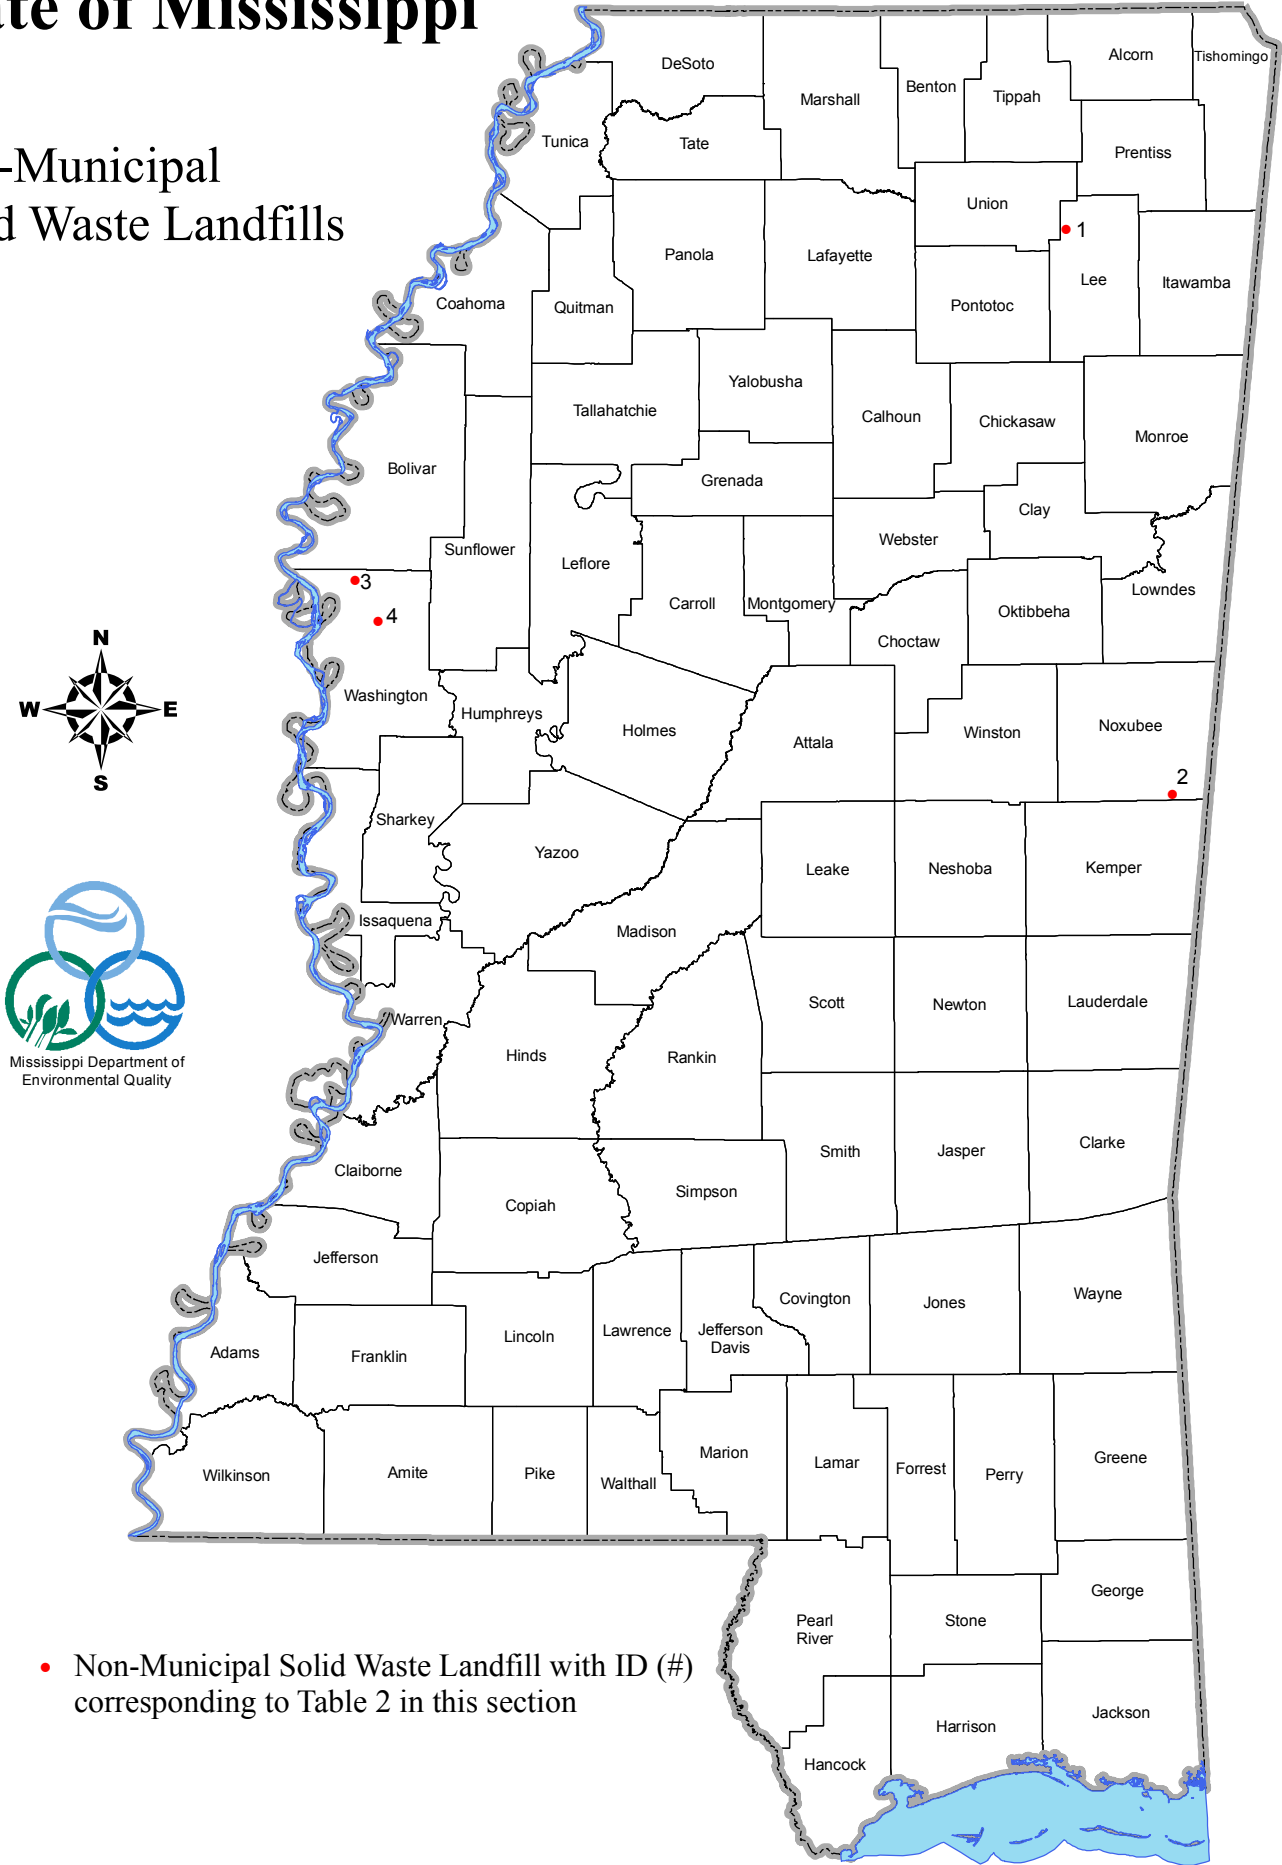 ate of Mississippi
-Municipal
d Waste Landfills
DeSoto
Marshall
Benton
Tippah
Alcorn
Tishomingo
Tunica
Tate
Prentiss
Union
1
Panola
Lafayette
Lee
Itawamba
Coahoma
Quitman
Pontotoc
Yalobusha
Tallahatchie
Calhoun
Chickasaw
Monroe
Bolivar
Grenada
Clay
Sunflower
Leflore
Webster
3
4
Carroll
Montgomery
Oktibbeha
Lowndes
Choctaw
N
W
E
S
Washington
Humphreys
Holmes
Attala
Winston
Noxubee
2
Sharkey
Yazoo
Leake
Neshoba
Kemper
Issaquena
Madison
Scott
Newton
Lauderdale
Warren
Mississippi Department of
Environmental Quality
Hinds
Rankin
Claiborne
Smith
Jasper
Clarke
Copiah
Simpson
Jefferson
Covington
Jones
Wayne
Adams
Franklin
Lincoln
Lawrence
Jefferson
Davis
Wilkinson
Amite
Pike
Walthall
Marion
Lamar
Forrest
Perry
Greene
George
Pearl
River
Stone
Non-Municipal Solid Waste Landfill with ID (#)
corresponding to Table 2 in this section
Jackson
Harrison
Hancock